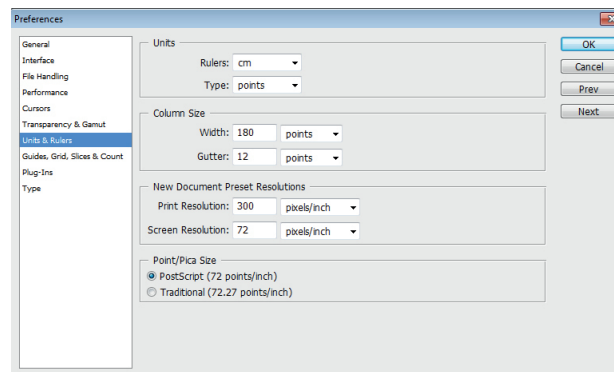 Preferences
General
Interface
File Handling
Performance
Cursors
Transparency & Gamut
Units & Rulers
Guides, Grid, Slices & Count
Plug-Ins
Type
Units
Rulers: cm
Type: points
Column Size
Width: 180 points
Gutter: 12 points
New Document Preset Resolutions
Print Resolution: 300 pixels/inch
Screen Resolution: 72 pixels/inch
Point/Pica Size
PostScript (72 points/inch)
Traditional (72.27 points/inch)
OK
Cancel
Prev
Next